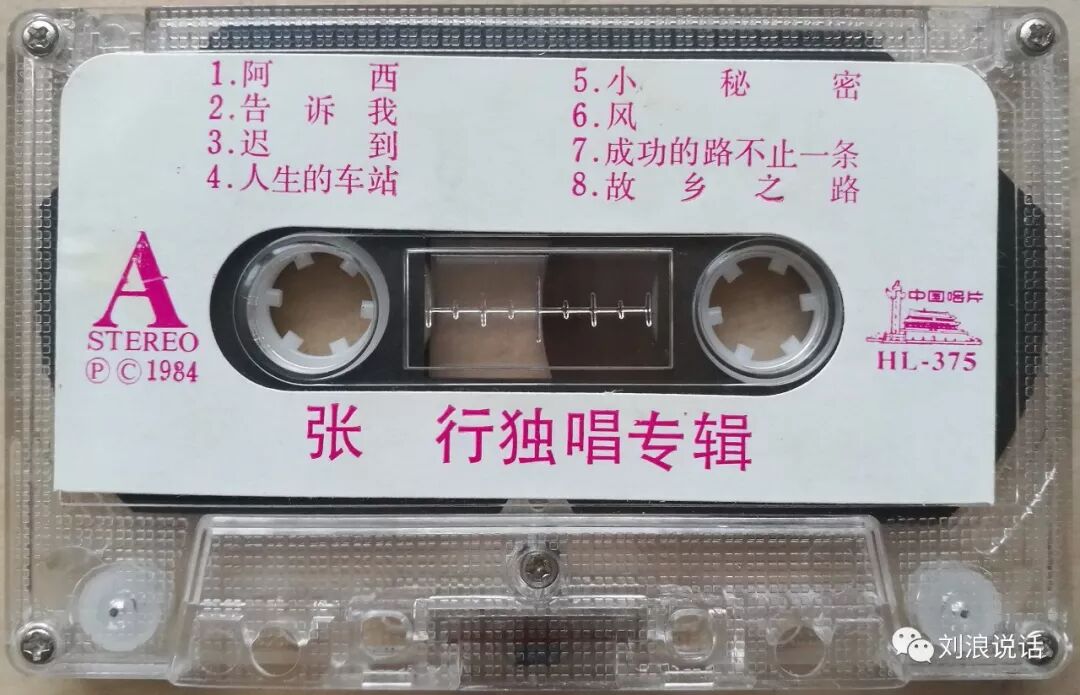 1.阿西
2.告诉我
3.迟到
4.人生的车站
5.小秘密
6.风
7.成功的路不止一条
8.故乡之路
A
STEREO
ⓅⒸ1984
中国唱片
HL-375
张行独唱专辑
刘浪说话